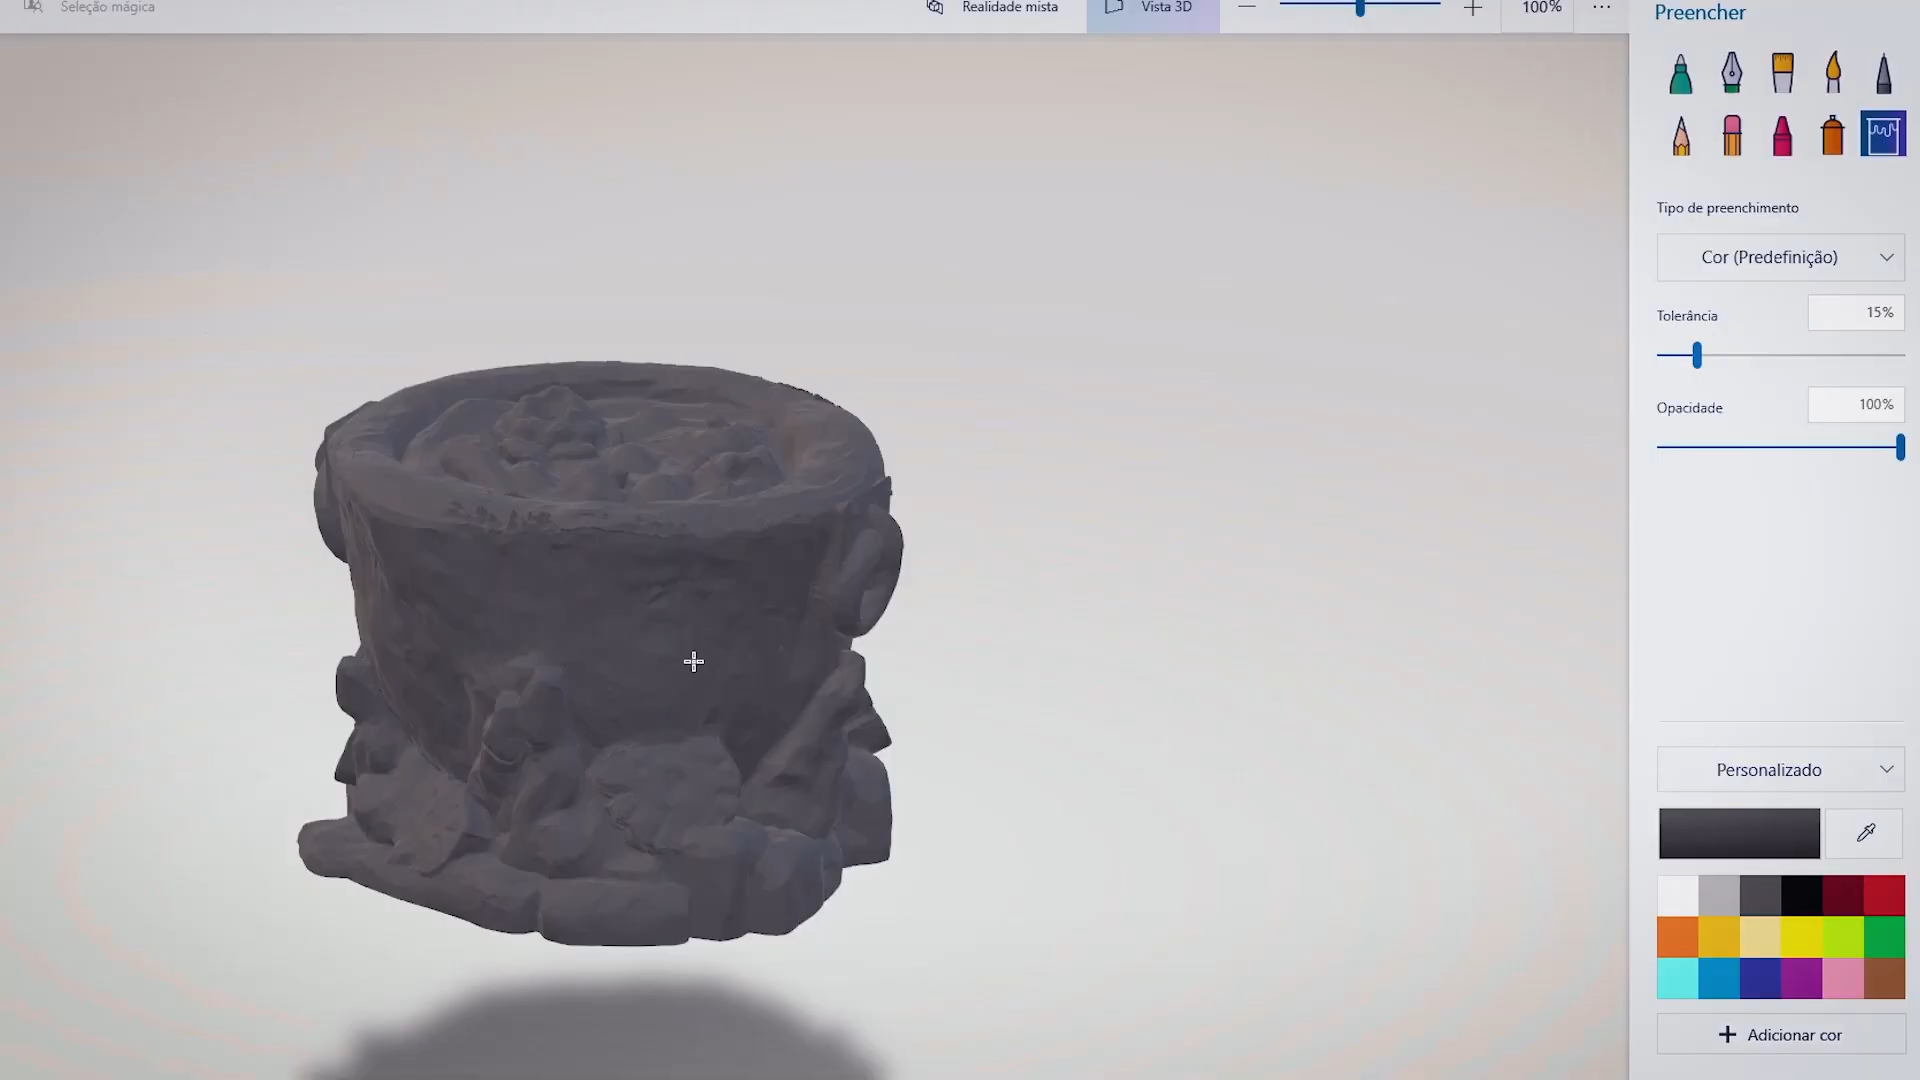 Seleção mágica
Realidade mista
Vista 3D
100%
Preencher
Tipo de preenchimento
Cor (Predefinição)
Tolerância
15%
Opacidade
100%
Personalizado
Adicionar cor